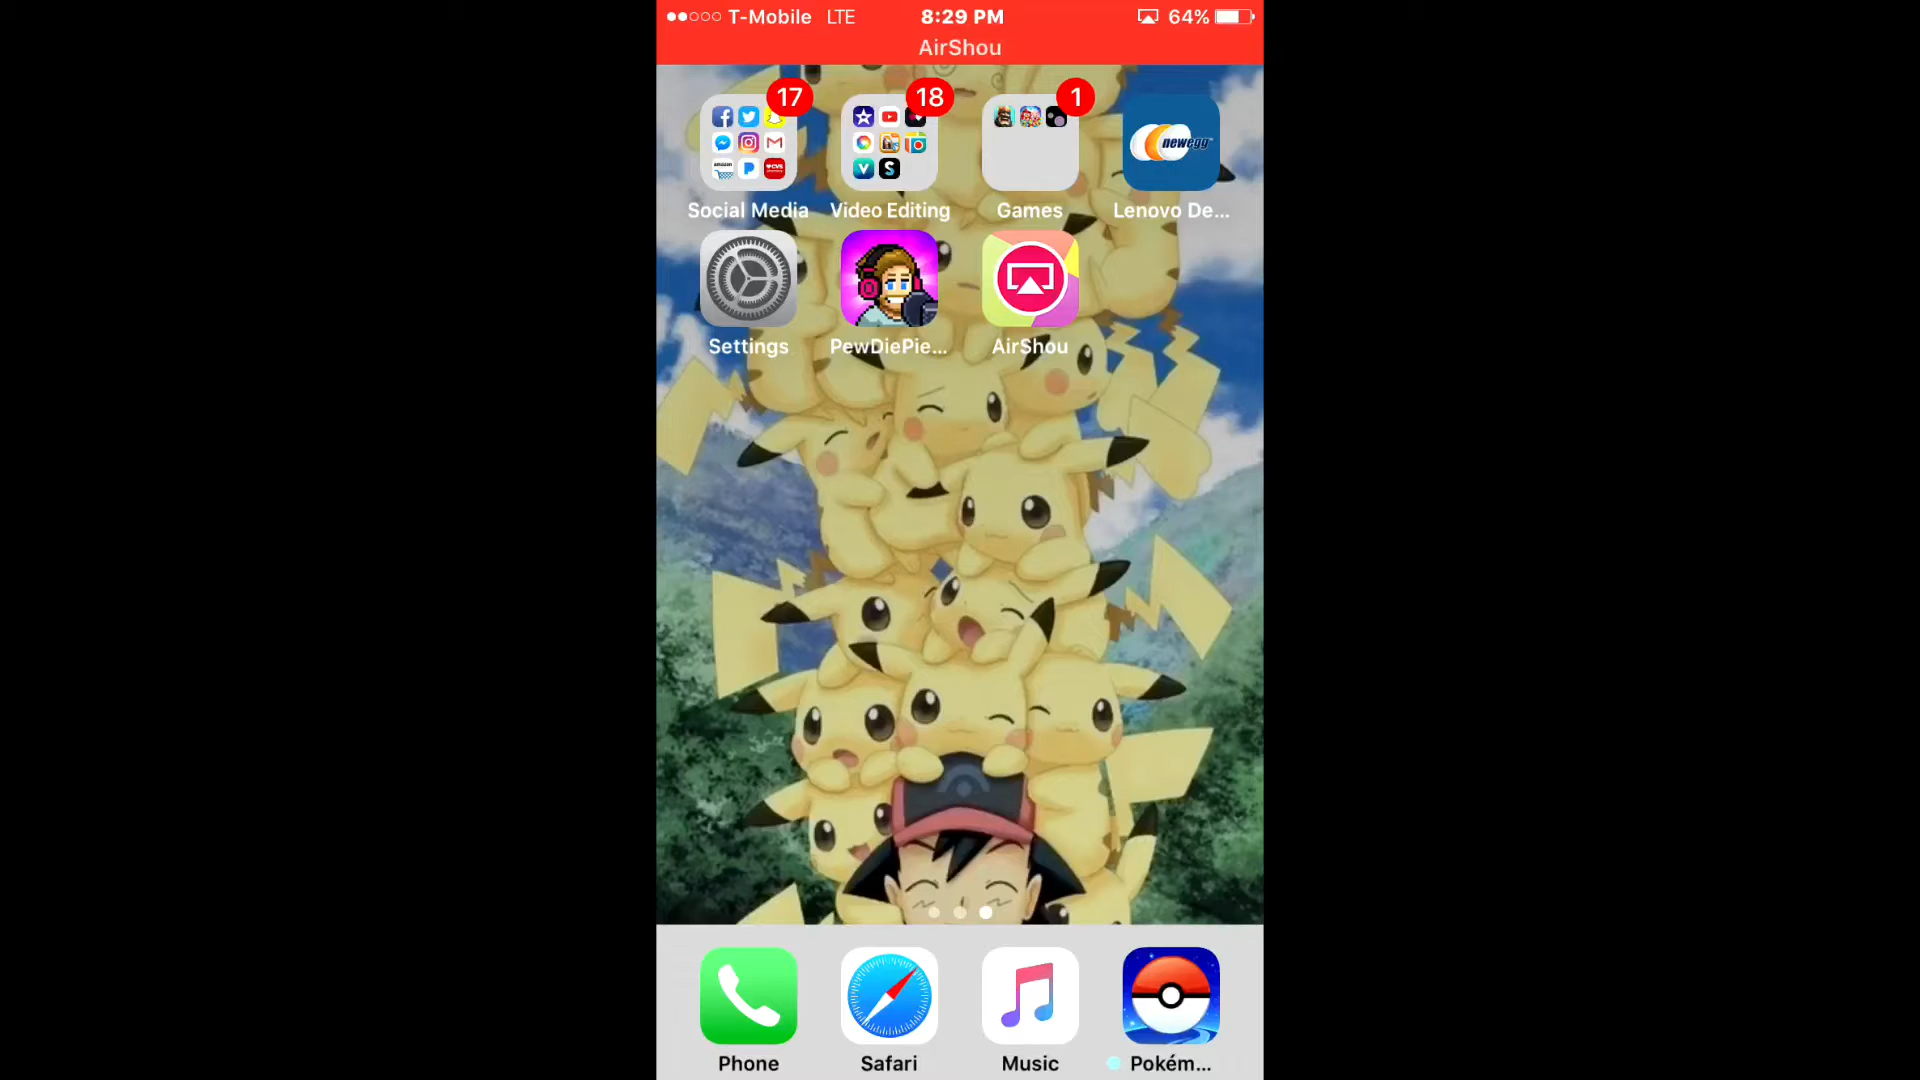 T-Mobile LTE 8:29 PM 64%
AirShou
17 18 1
newegg
Social Media Video Editing Games Lenovo De...
Settings PewDiePie... AirShou
Phone Safari Music Pokém...